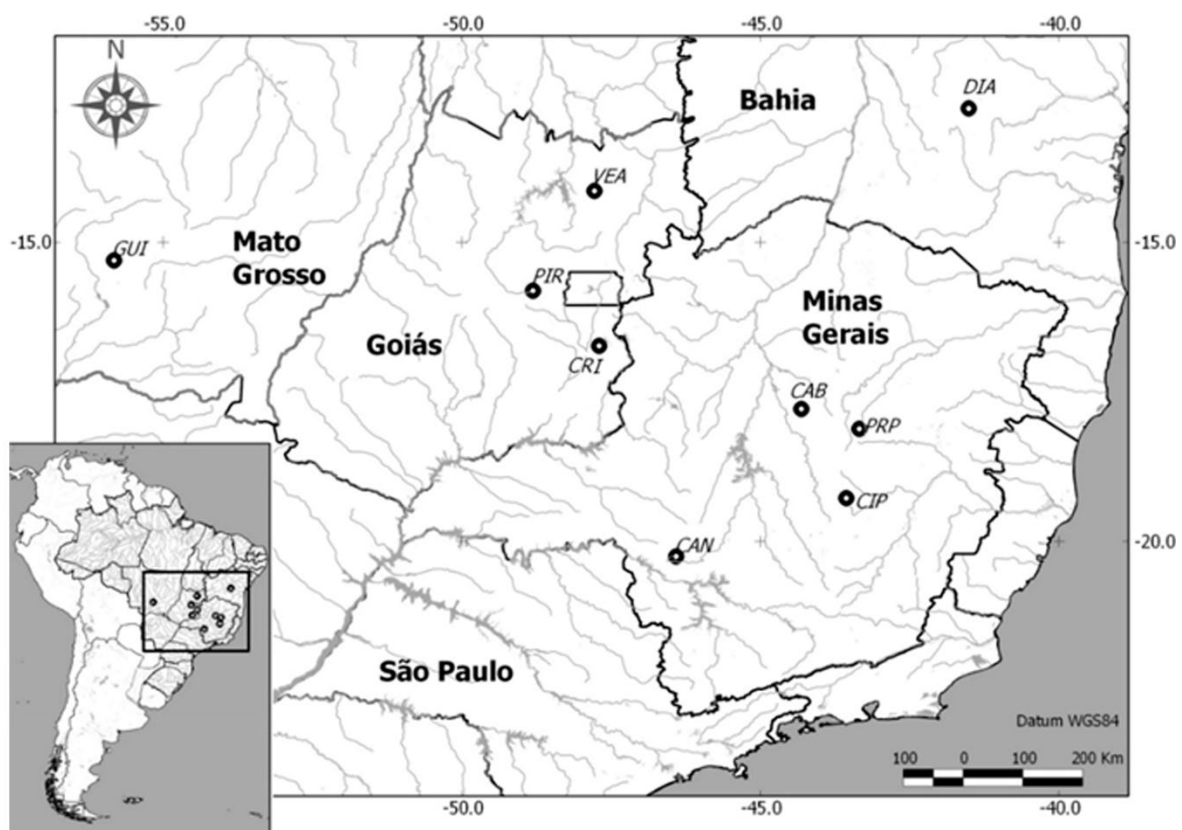 -55.0 -50.0 -45.0 -40.0
N
DIA
Bahia
VEA
-15.0 -15.0
GUI
Mato
Grosso
PIR
Minas
Gerais
Goiás
CRI
CAB
PRP
CIP
CAN
-20.0
São Paulo
Datum WGS84
100 0 100 200 Km
-50.0 -45.0 -40.0